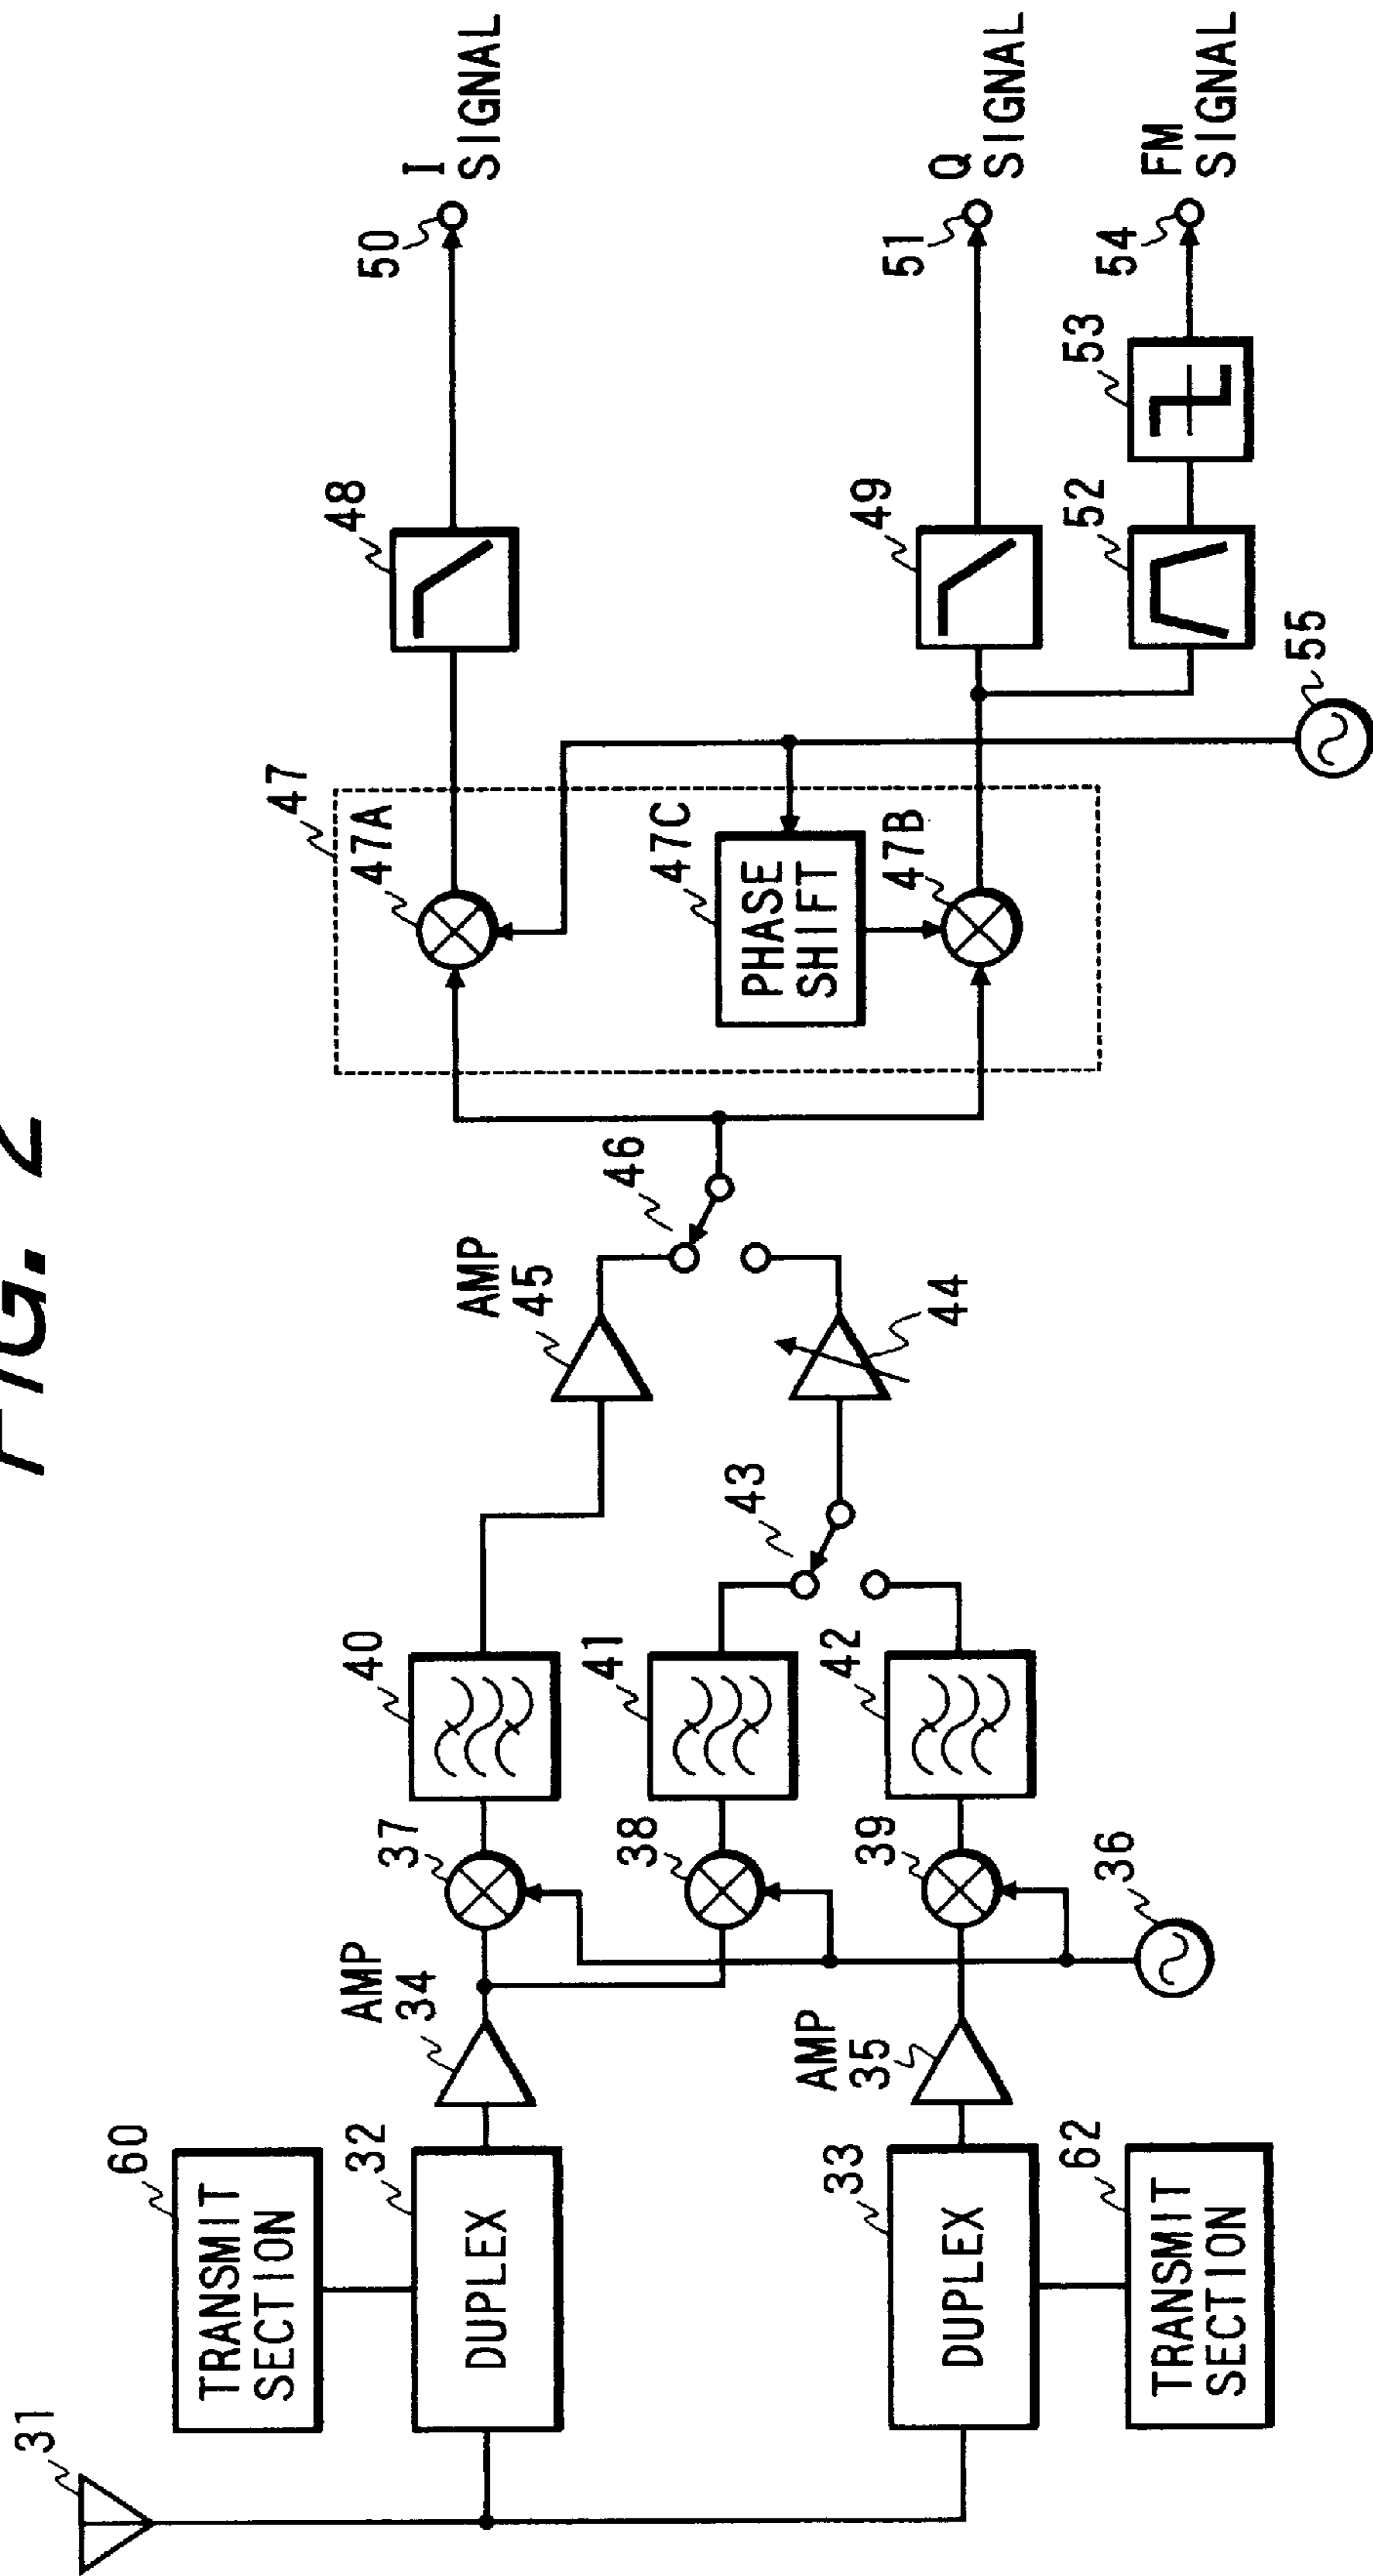 FIG. 2
31
60
TRANSMIT
SECTION
32
DUPLEX
AMP
34
37
40
AMP
45
46
47
47A
48
50
I
SIGNAL
38
41
43
44
47C
PHASE
SHIFT
33
DUPLEX
AMP
35
39
42
47B
49
51
Q
SIGNAL
62
TRANSMIT
SECTION
36
55
52
53
54
FM
SIGNAL